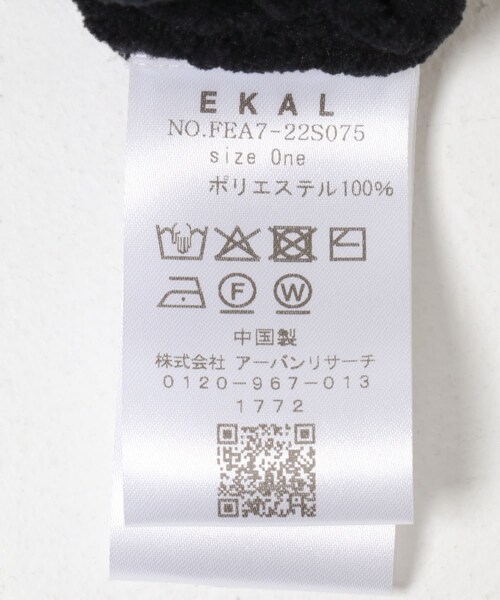 EKAL
NO.FEA7-22S075
size One
ポリエステル100%
F W
中国製
株式会社 アーバンリサーチ
0120-967-013
1772